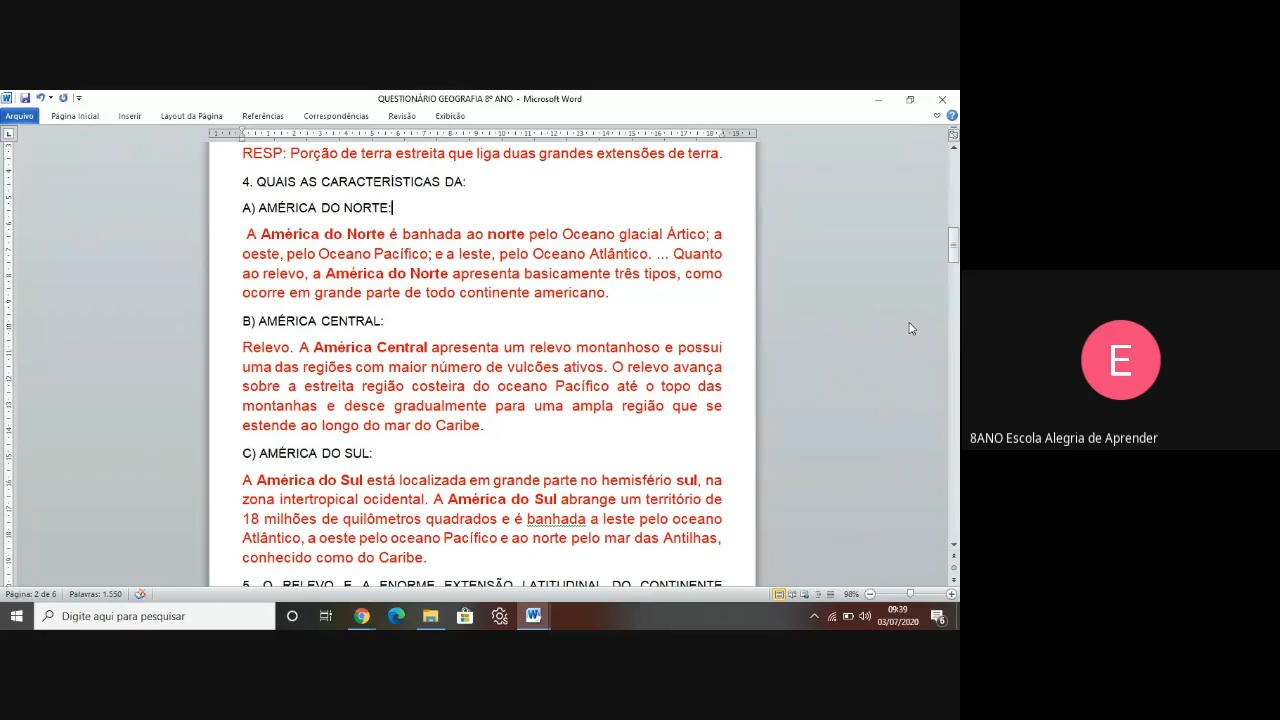 QUESTIONÁRIO GEOGRAFIA 8º ANO - Microsoft Word
Arquivo Página Inicial Inserir Layout da Página Referências Correspondências Revisão Exibição
RESP: Porção de terra estreita que liga duas grandes extensões de terra.
4. QUAIS AS CARACTERÍSTICAS DA:
A) AMÉRICA DO NORTE:
A América do Norte é banhada ao norte pelo Oceano glacial Ártico; a
oeste, pelo Oceano Pacífico; e a leste, pelo Oceano Atlântico. ... Quanto
ao relevo, a América do Norte apresenta basicamente três tipos, como
ocorre em grande parte de todo continente americano.
B) AMÉRICA CENTRAL:
Relevo. A América Central apresenta um relevo montanhoso e possui
uma das regiões com maior número de vulcões ativos. O relevo avança
sobre a estreita região costeira do oceano Pacífico até o topo das
montanhas e desce gradualmente para uma ampla região que se
estende ao longo do mar do Caribe.
C) AMÉRICA DO SUL:
A América do Sul está localizada em grande parte no hemisfério sul, na
zona intertropical ocidental. A América do Sul abrange um território de
18 milhões de quilômetros quadrados e é banhada a leste pelo oceano
Atlântico, a oeste pelo oceano Pacífico e ao norte pelo mar das Antilhas,
conhecido como do Caribe.
5. O RELEVO E A ENORME EXTENSÃO LATITUDINAL DO CONTINENTE
Página: 2 de 6 Palavras: 1.550 98%
Digite aqui para pesquisar
09:39
03/07/2020
6
E
8ANO Escola Alegria de Aprender